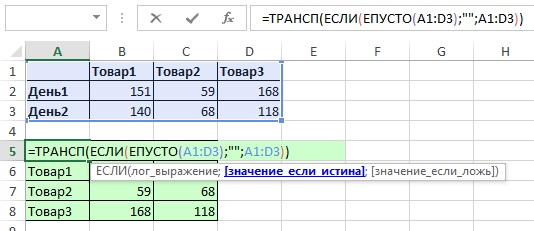 =ТРАНСП(ЕСЛИ(ЕПУСТО(A1:D3);"";A1:D3))
A B C D E F
1 Товар1 Товар2 Товар3
2 День1 151 59 168
3 День2 140 68 118
4
5 =ТРАНСП(ЕСЛИ(ЕПУСТО(A1:D3);"";A1:D3))
ЕСЛИ(лог_выражение; [значение_если_истина]; [значение_если_ложь])
6 Товар1
7 Товар2 59 68
8 Товар3 168 118